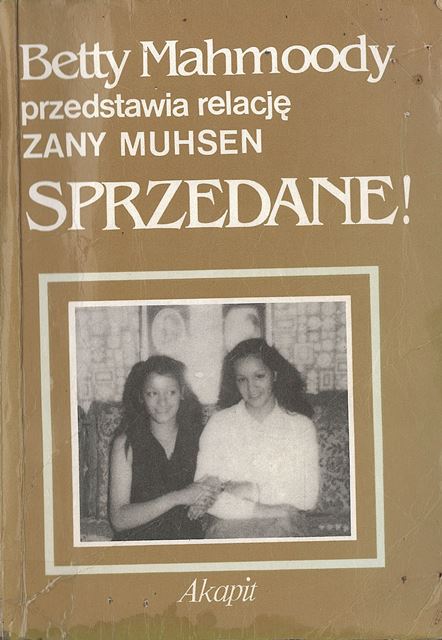 Betty Mahmoody
przedstawia relację
ZANY MUHSEN
SPRZEDANE!
Akapit